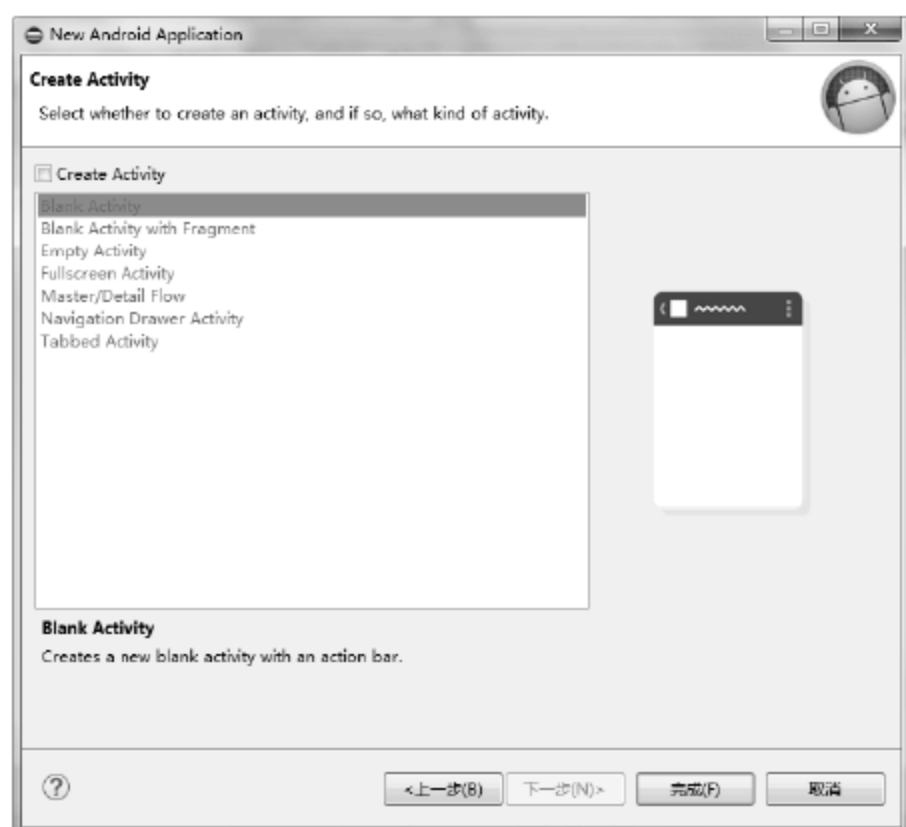 New Android Application
Create Activity
Select whether to create an activity, and if so, what kind of activity.
Create Activity
Blank Activity
Blank Activity with Fragment
Empty Activity
Fullscreen Activity
Master/Detail Flow
Navigation Drawer Activity
Tabbed Activity
Blank Activity
Creates a new blank activity with an action bar.
<上一步(B) 下一步(N)> 完成(F) 取消